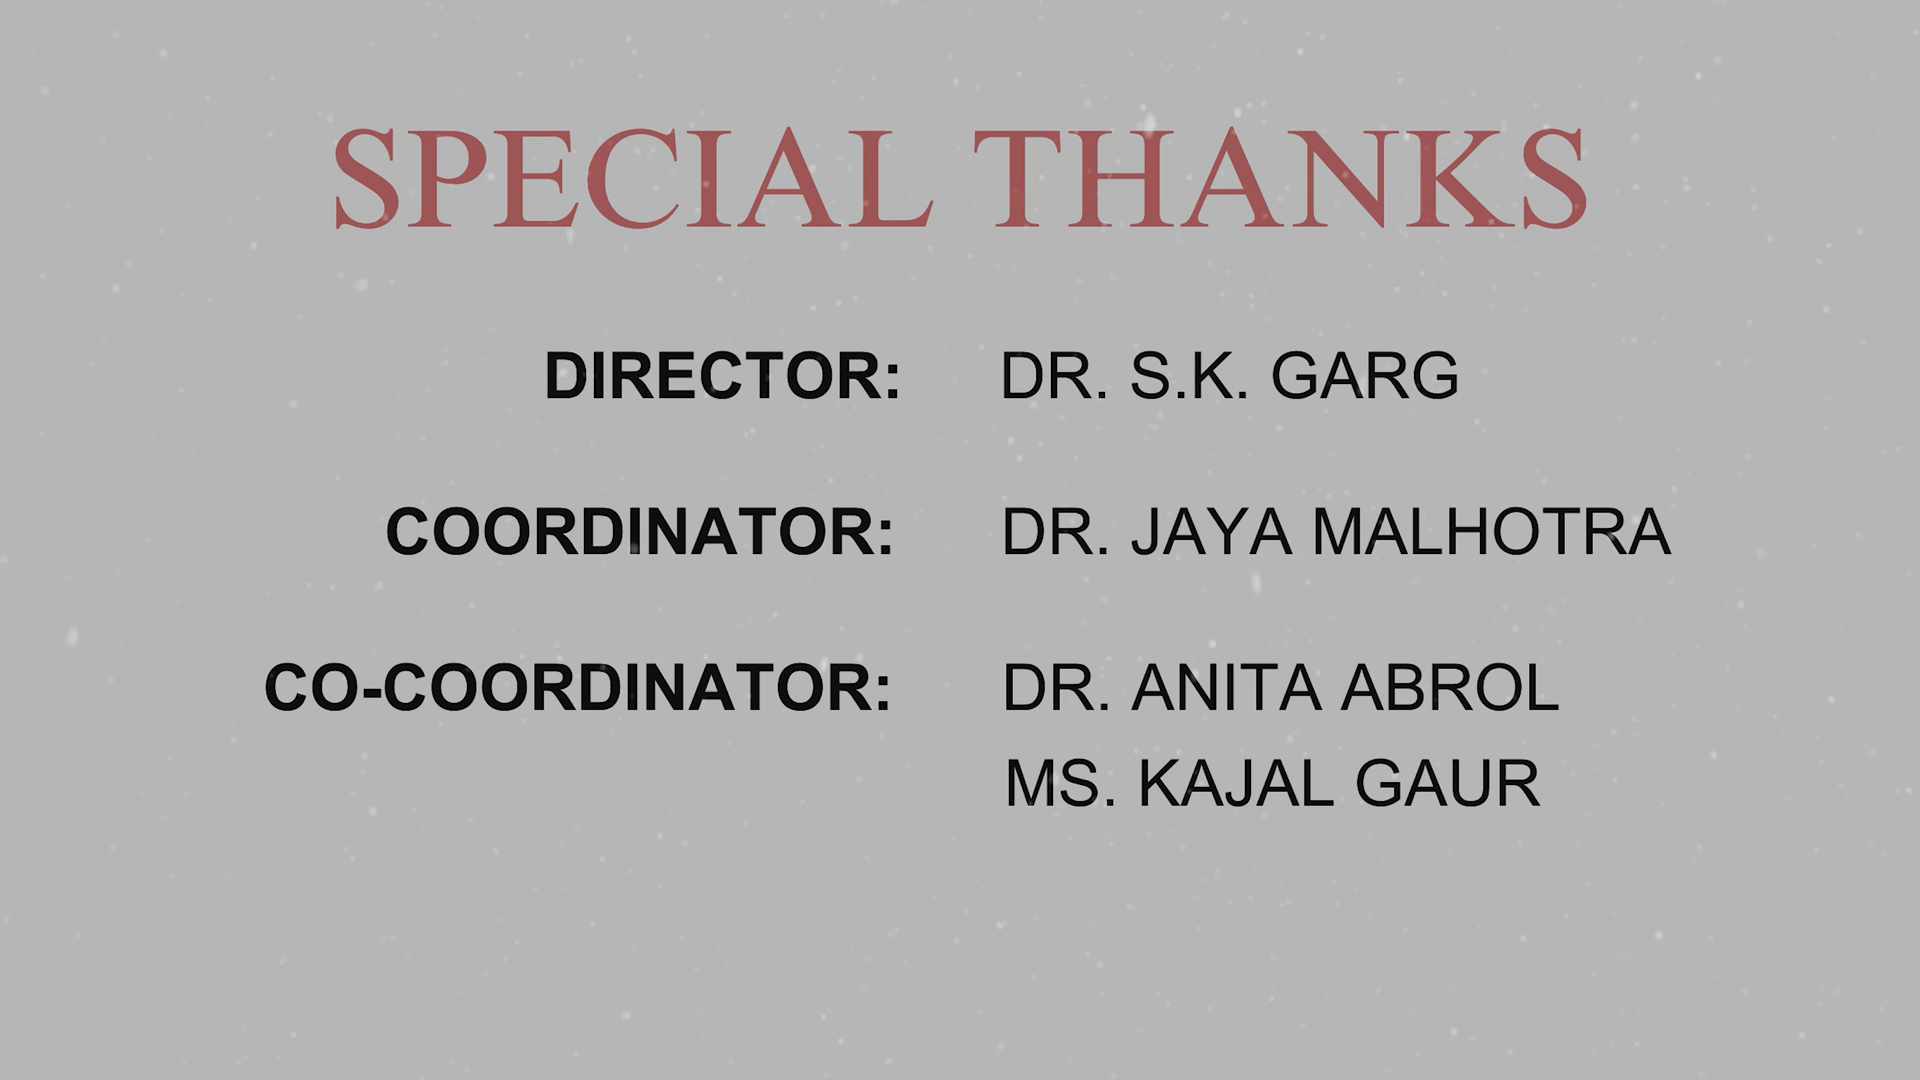 SPECIAL THANKS
DIRECTOR: DR. S.K. GARG
COORDINATOR: DR. JAYA MALHOTRA
CO-COORDINATOR: DR. ANITA ABROL
MS. KAJAL GAUR